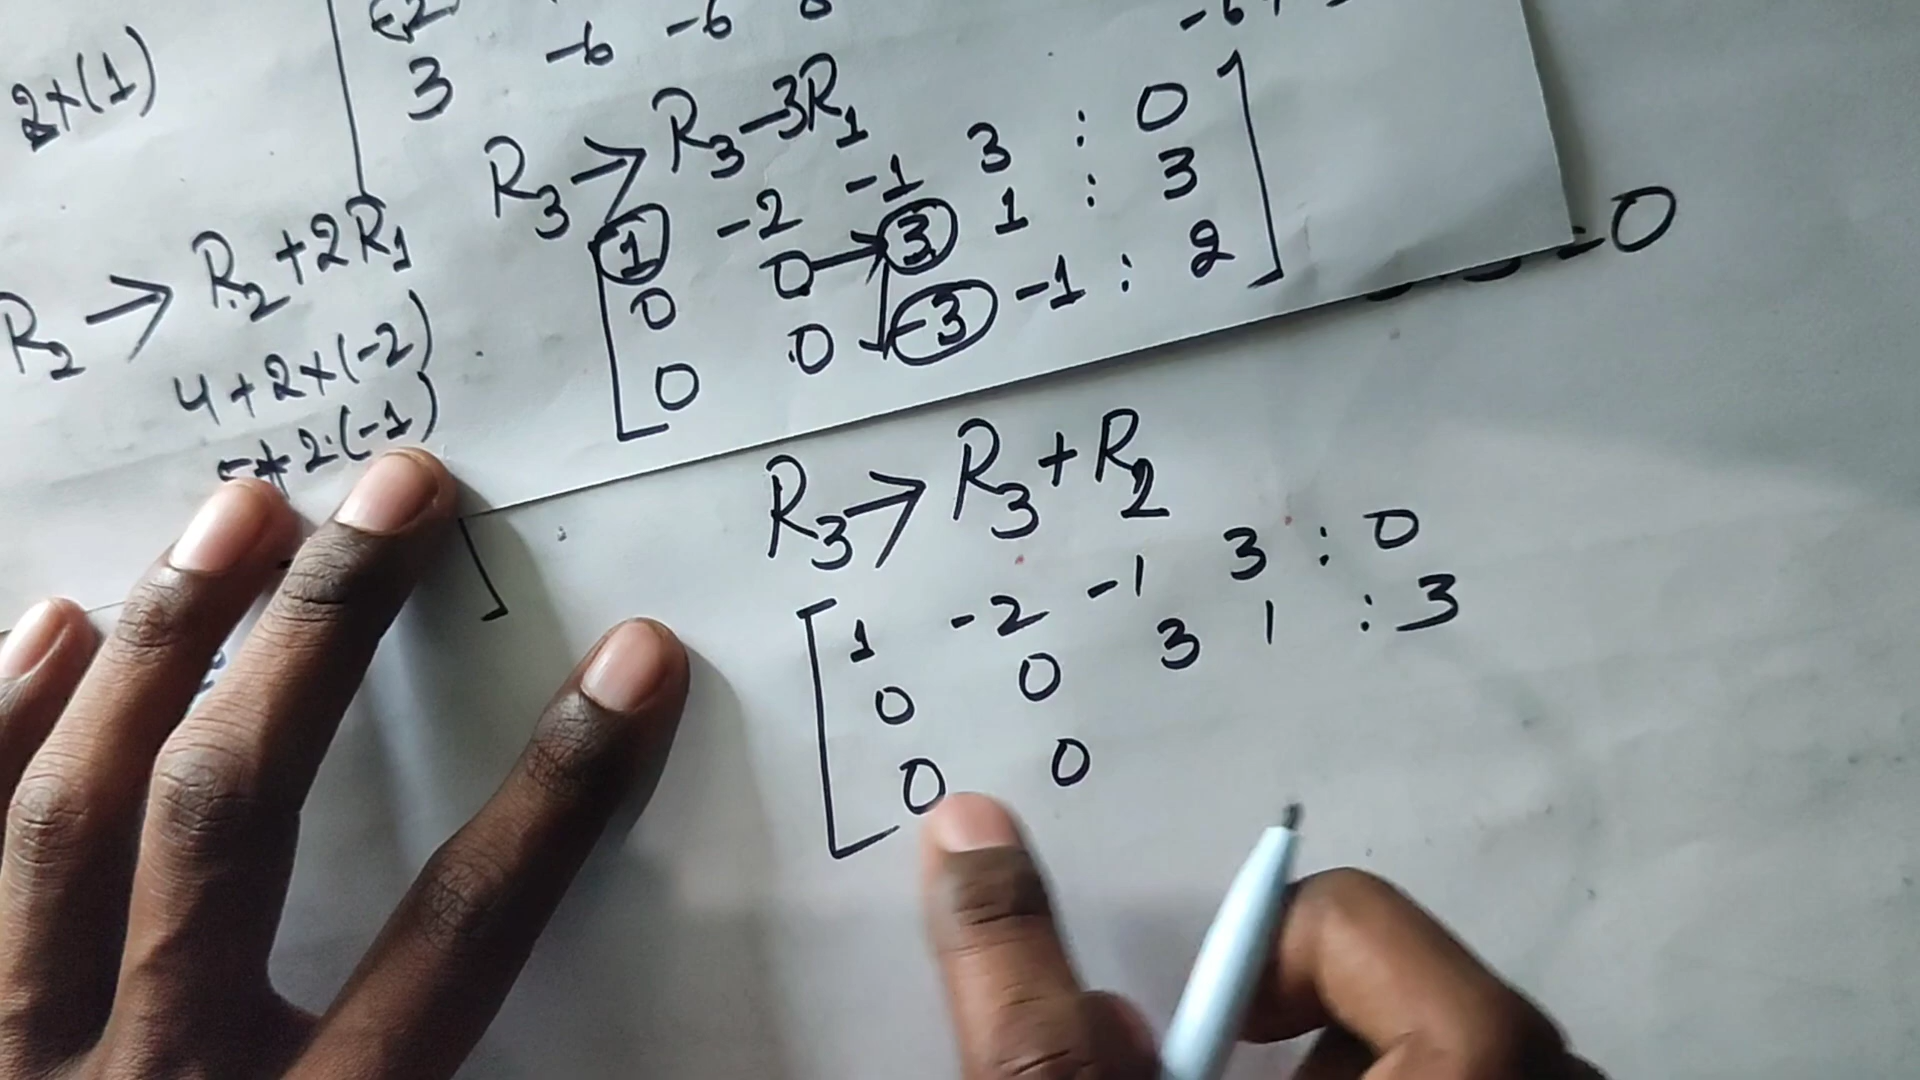 2×(1)
3 -6 -6
R3 → R3-3R1
1 -2 -1 3 : 0
0 0 3 1 : 3
0 0 -3 -1 : 2
R2 → R2+2R1
4+2×(-2)
2·(-1)
=0
R3 → R3+R2
1 -2 -1 3 : 0
0 0 3 1 : 3
0 0